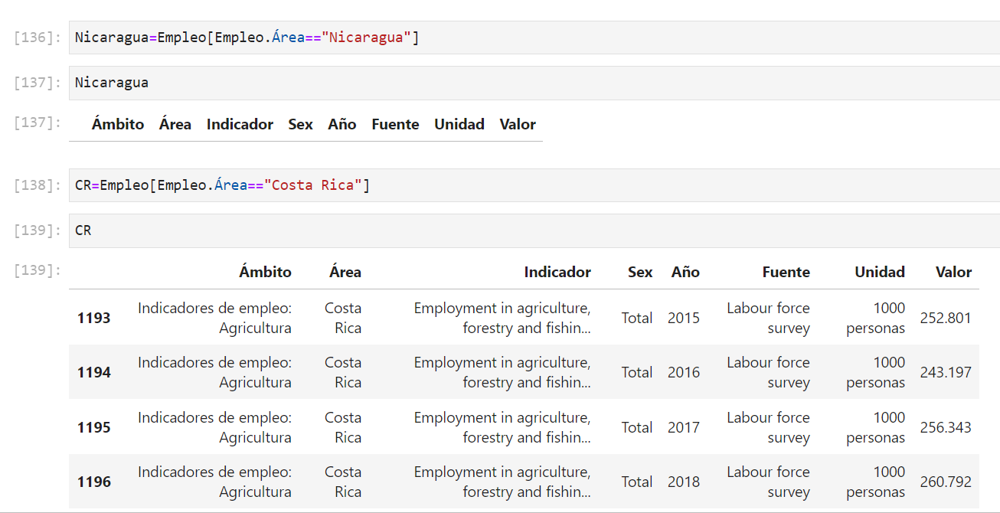 [136]: Nicaragua=Empleo[Empleo.Área=="Nicaragua"]
[137]: Nicaragua
[137]: Ámbito Área Indicador Sex Año Fuente Unidad Valor
[138]: CR=Empleo[Empleo.Área=="Costa Rica"]
[139]: CR
[139]: Ámbito Área Indicador Sex Año Fuente Unidad Valor
Indicadores de empleo: Costa Employment in agriculture, Labour force 1000
1193 Total 2015 252.801
Agricultura Rica forestry and fishin... survey personas
Indicadores de empleo: Costa Employment in agriculture, Labour force 1000
1194 Total 2016 243.197
Agricultura Rica forestry and fishin... survey personas
Indicadores de empleo: Costa Employment in agriculture, Labour force 1000
1195 Total 2017 256.343
Agricultura Rica forestry and fishin... survey personas
Indicadores de empleo: Costa Employment in agriculture, Labour force 1000
1196 Total 2018 260.792
Agricultura Rica forestry and fishin... survey personas